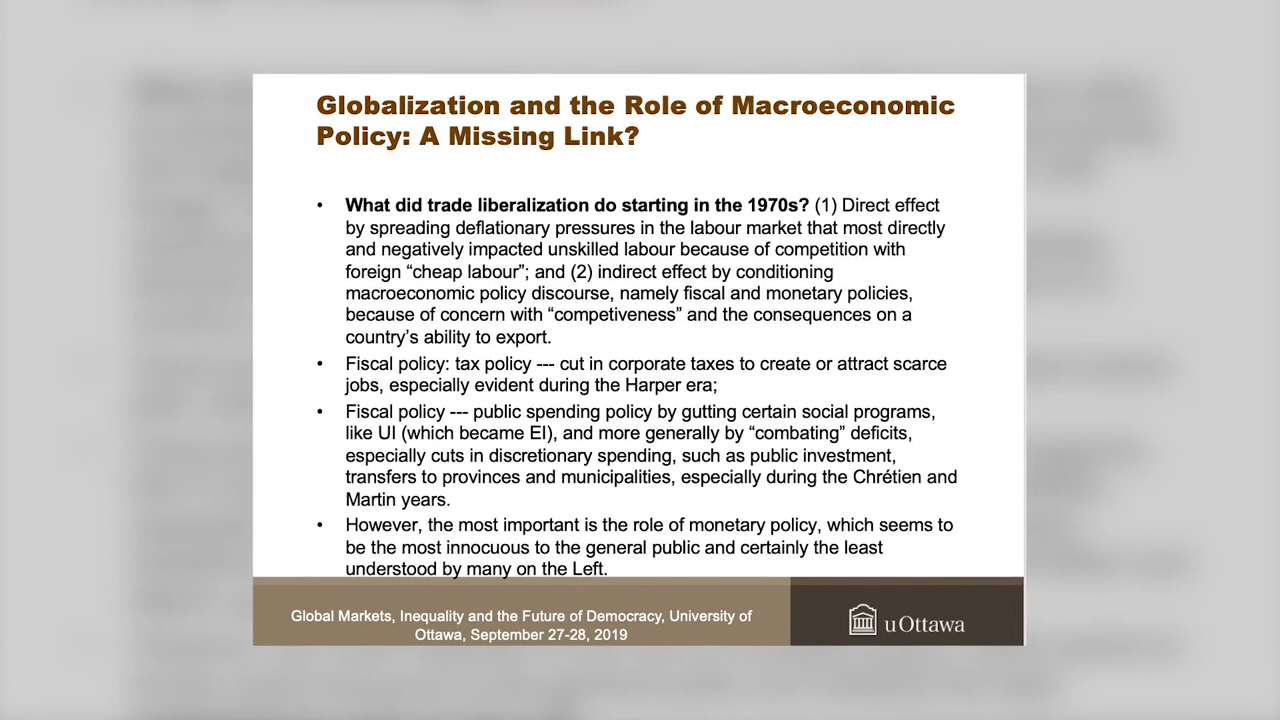 Globalization and the Role of Macroeconomic
Policy: A Missing Link?
• What did trade liberalization do starting in the 1970s? (1) Direct effect
by spreading deflationary pressures in the labour market that most directly
and negatively impacted unskilled labour because of competition with
foreign “cheap labour”; and (2) indirect effect by conditioning
macroeconomic policy discourse, namely fiscal and monetary policies,
because of concern with “competiveness” and the consequences on a
country’s ability to export.
• Fiscal policy: tax policy --- cut in corporate taxes to create or attract scarce
jobs, especially evident during the Harper era;
• Fiscal policy --- public spending policy by gutting certain social programs,
like UI (which became EI), and more generally by “combating” deficits,
especially cuts in discretionary spending, such as public investment,
transfers to provinces and municipalities, especially during the Chrétien and
Martin years.
• However, the most important is the role of monetary policy, which seems to
be the most innocuous to the general public and certainly the least
understood by many on the Left.
Global Markets, Inequality and the Future of Democracy, University of
Ottawa, September 27-28, 2019
uOttawa